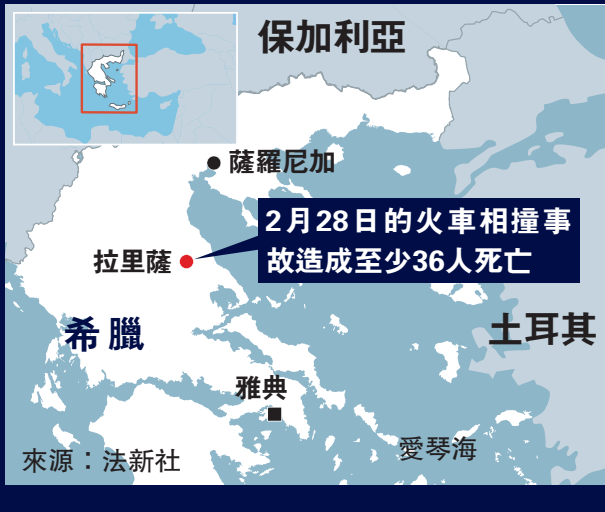 保加利亞
薩羅尼加
2月28日的火車相撞事
故造成至少36人死亡
拉里薩
希臘
土耳其
雅典
愛琴海
來源：法新社